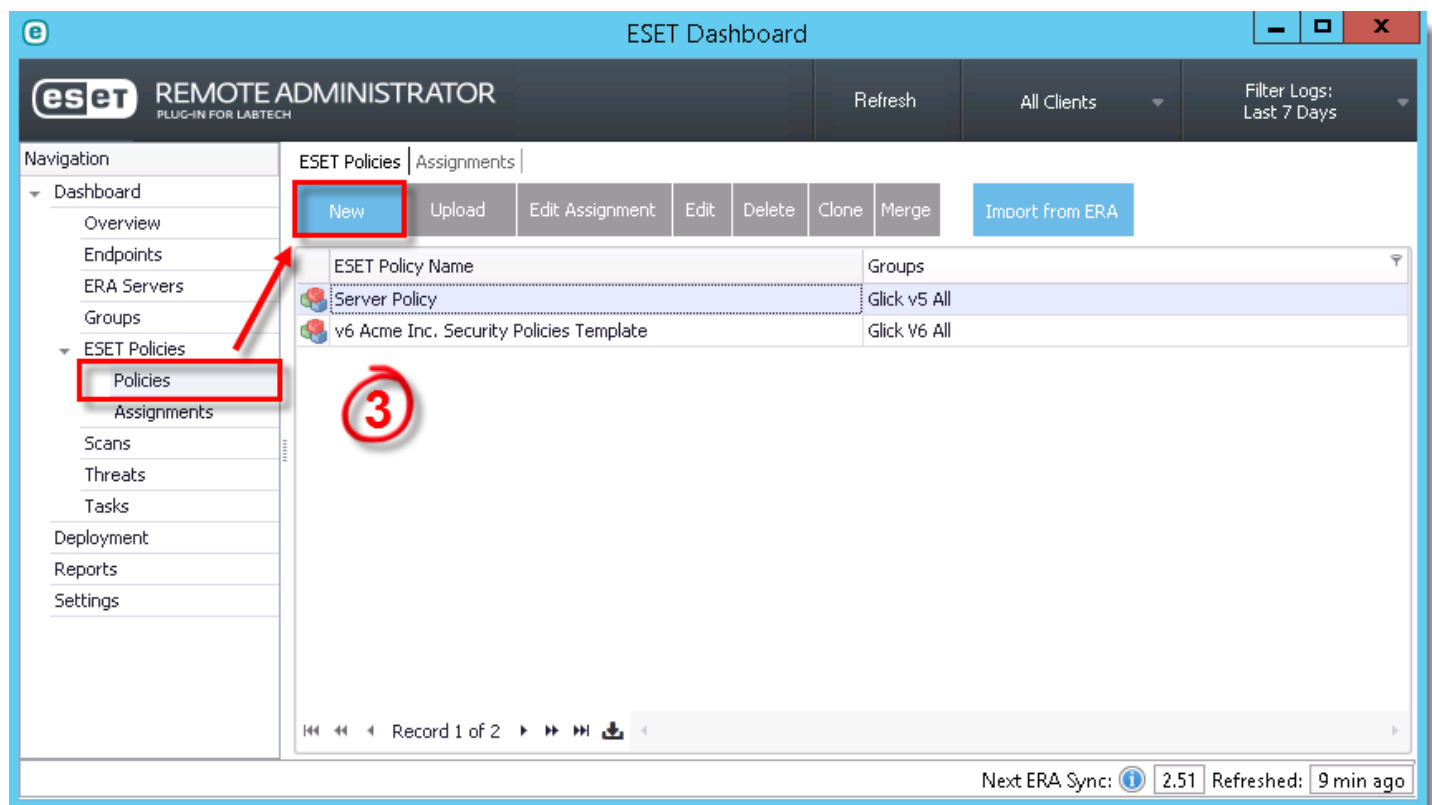 e ESET Dashboard
eset REMOTE ADMINISTRATOR
PLUG-IN FOR LABTECH
Refresh All Clients Filter Logs:
Last 7 Days
Navigation
Dashboard
Overview
Endpoints
ERA Servers
Groups
ESET Policies
Policies
Assignments
Scans
Threats
Tasks
Deployment
Reports
Settings
ESET Policies Assignments
New Upload Edit Assignment Edit Delete Clone Merge Import from ERA
ESET Policy Name Groups
Server Policy Glick v5 All
v6 Acme Inc. Security Policies Template Glick V6 All
3
Record 1 of 2
Next ERA Sync: 2.51 Refreshed: 9 min ago